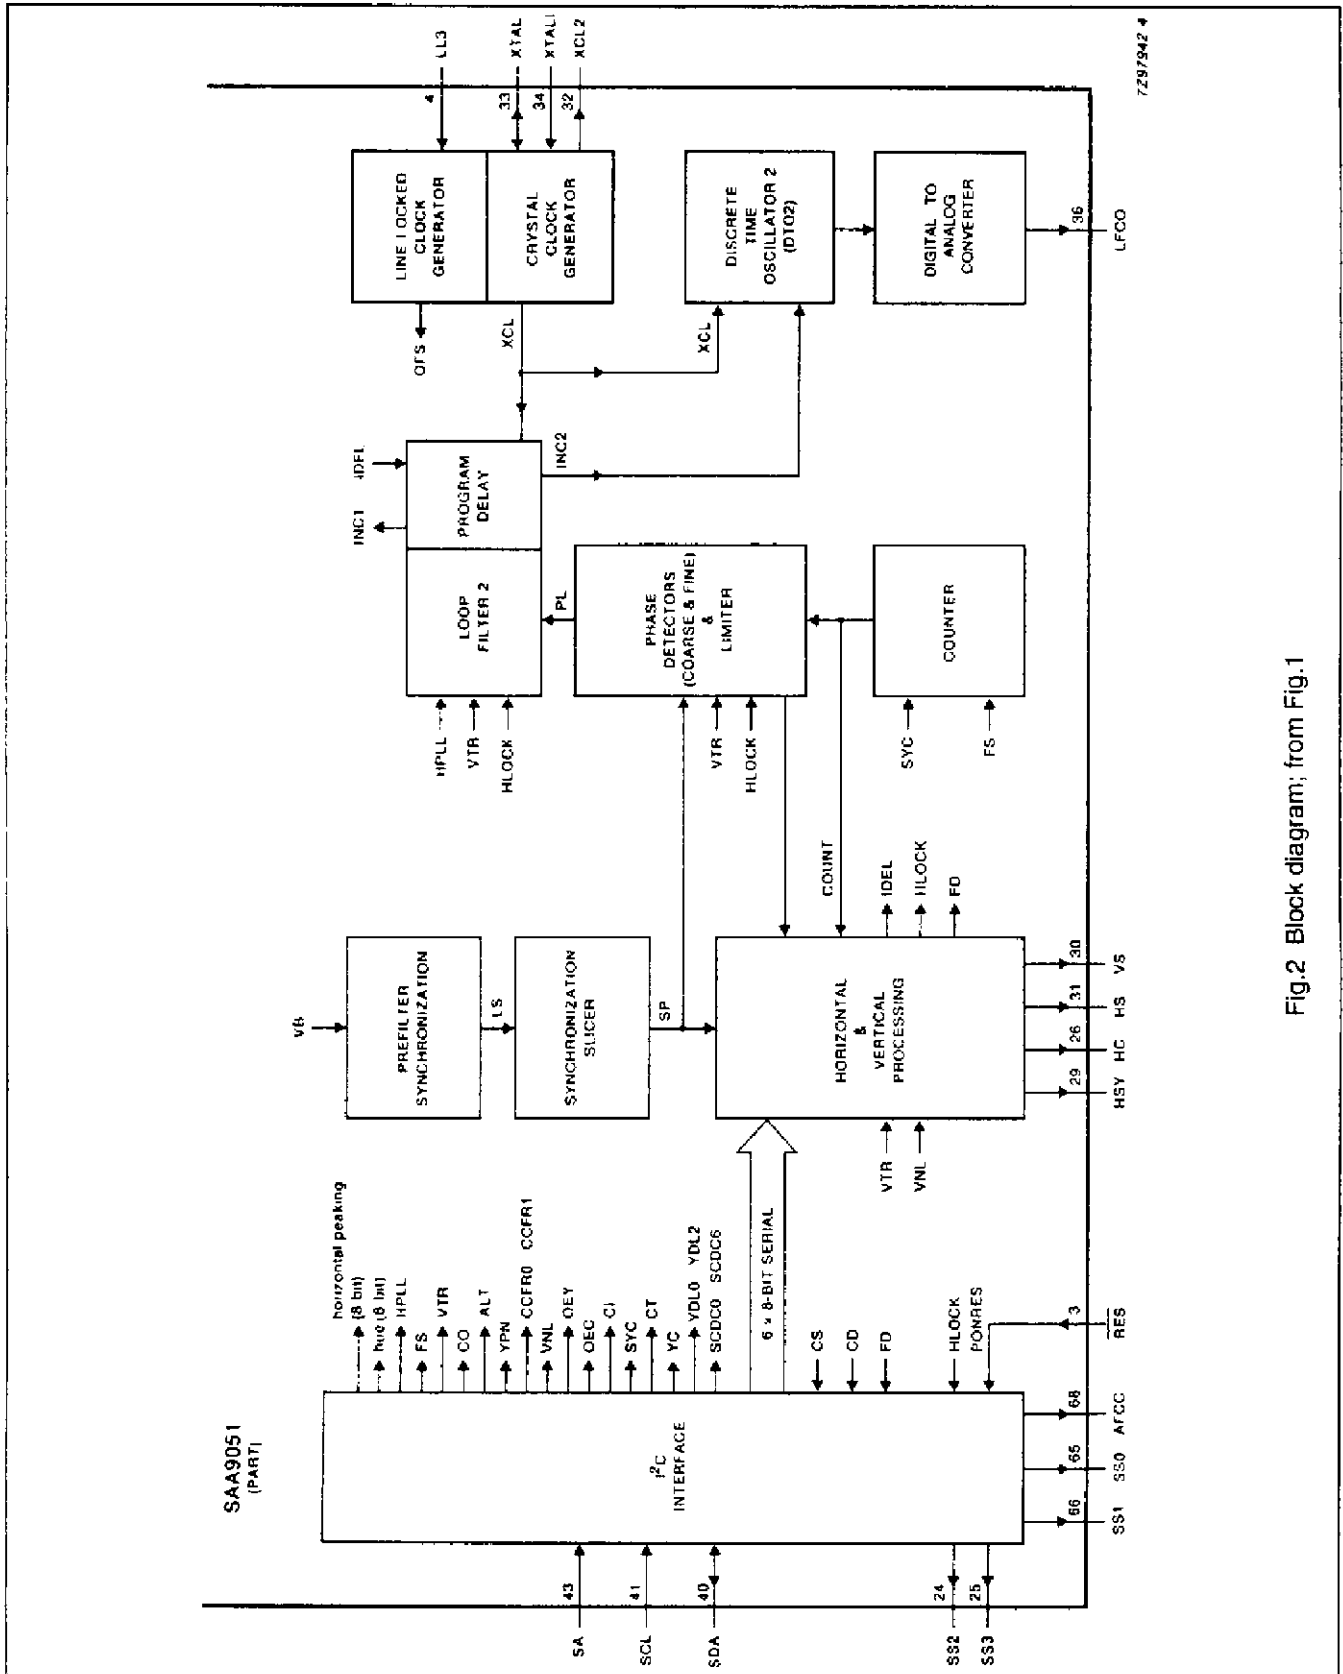 SAA9051
(PART)
I²C
INTERFACE
SA
43
SCL
41
SDA
40
SS2
24
SS3
25
66
SS1
65
SS0
68
AFCC
3
RES
horizontal peaking
(8 bit)
hue (8 bit)
HPLL
FS
VTR
CO
ALT
YPN
CCFR0 CCFR1
VNL
OEY
OEC
CI
SYC
CT
YC
YDL0 YDL2
SCDC0 SCDC6
6 x 8-BIT SERIAL
CS
CD
FD
HLOCK
PONRES
VB
PREFILTER
SYNCHRONIZATION
LS
SYNCHRONIZATION
SLICER
SP
HORIZONTAL
&
VERTICAL
PROCESSING
VTR
VNL
COUNT
IDEL
HLOCK
FD
29
HSY
26
HC
31
HS
30
VS
HPLL
VTR
HLOCK
LOOP
FILTER 2
PROGRAM
DELAY
INC1
IDEL
PL
INC2
VTR
HLOCK
PHASE
DETECTORS
(COARSE & FINE)
&
LIMITER
COUNTER
SYC
FS
OFS
XCL
LINE LOCKED
CLOCK
GENERATOR
CRYSTAL
CLOCK
GENERATOR
4
LL3
33
XTAL
34
XTALI
32
XCL2
XCL
DISCRETE
TIME
OSCILLATOR 2
(DTO2)
DIGITAL TO
ANALOG
CONVERTER
36
LFCO
7297942 4
Fig.2 Block diagram; from Fig.1